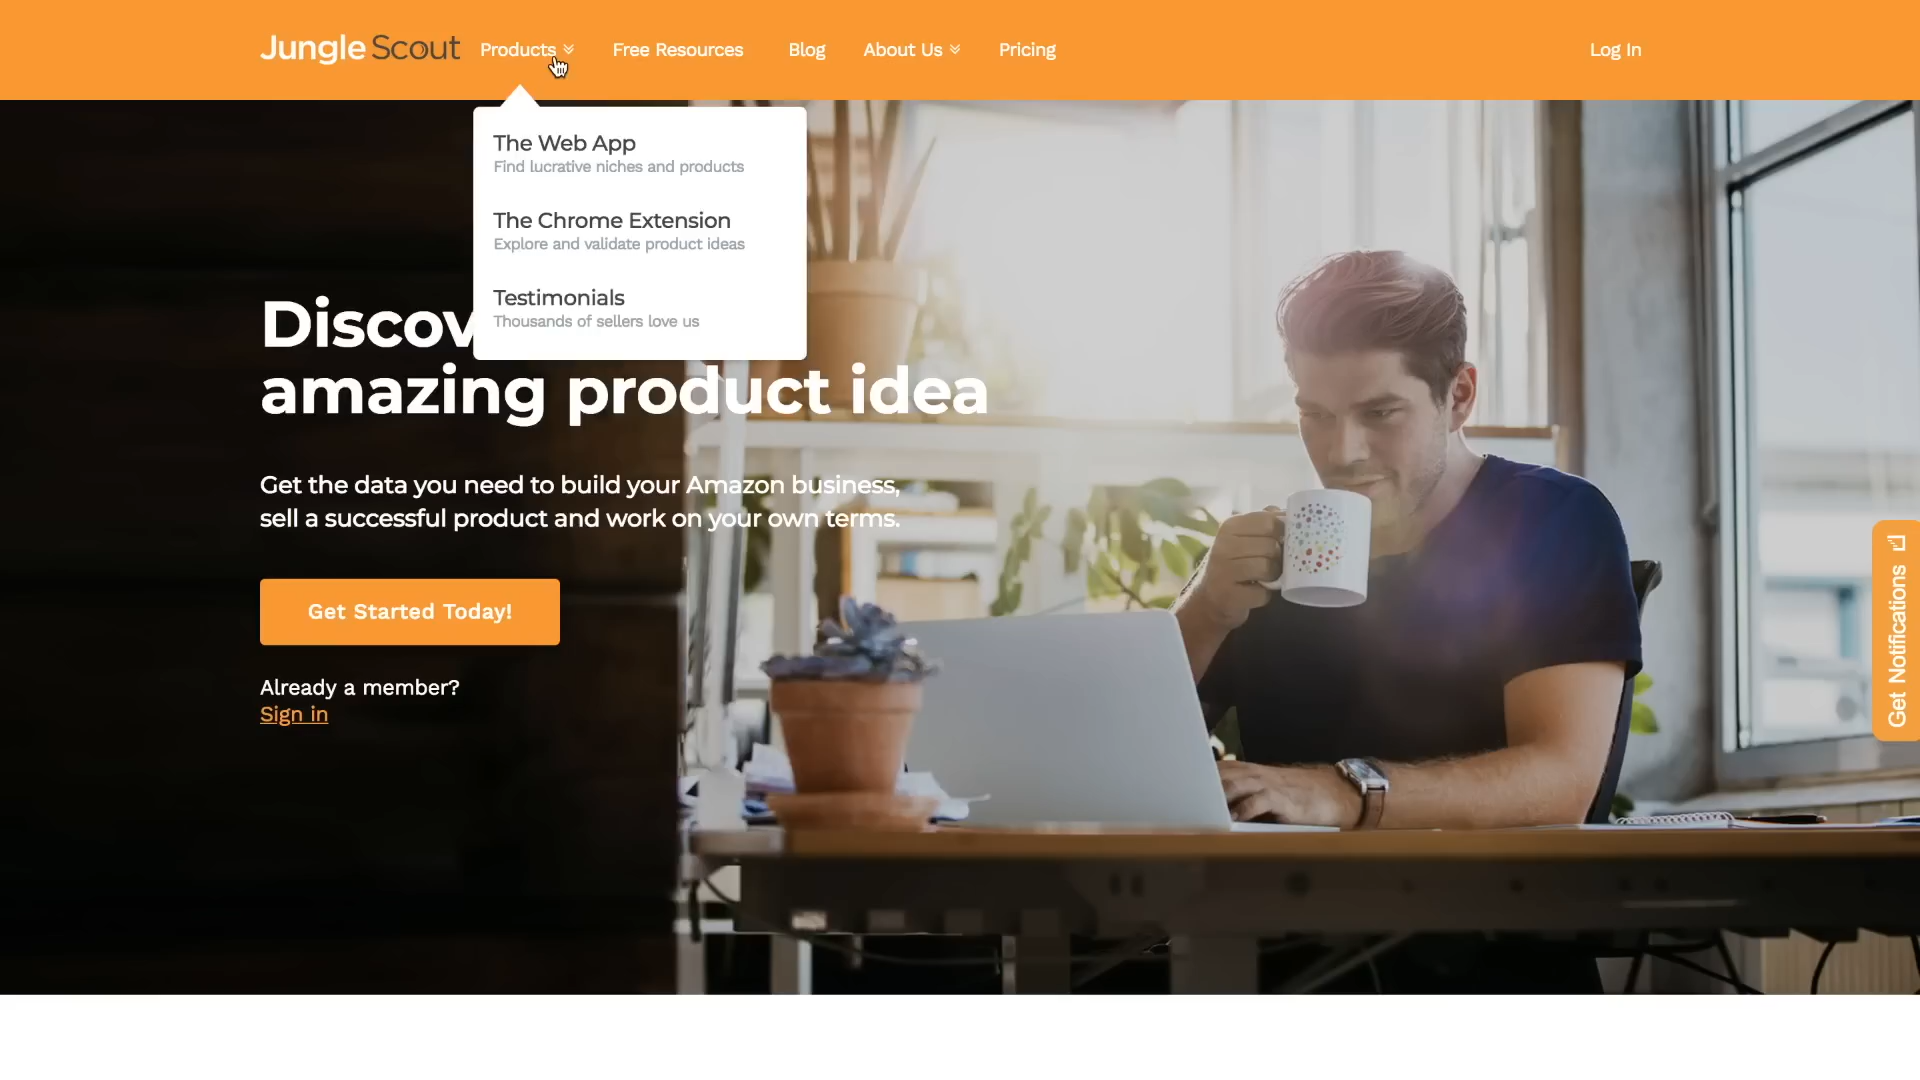 Jungle Scout
Products
Free Resources
Blog
About Us
Pricing
Log In
The Web App
Find lucrative niches and products
The Chrome Extension
Explore and validate product ideas
Testimonials
Thousands of sellers love us
Discov
amazing product idea
Get the data you need to build your Amazon business,
sell a successful product and work on your own terms.
Get Started Today!
Already a member?
Sign in
Get Notifications